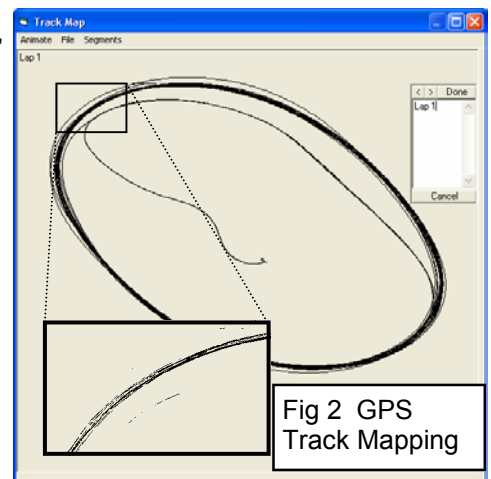 Track Map
Animate File Segments
Lap 1
< > Done
Lap 1
Cancel
Fig 2 GPS
Track Mapping